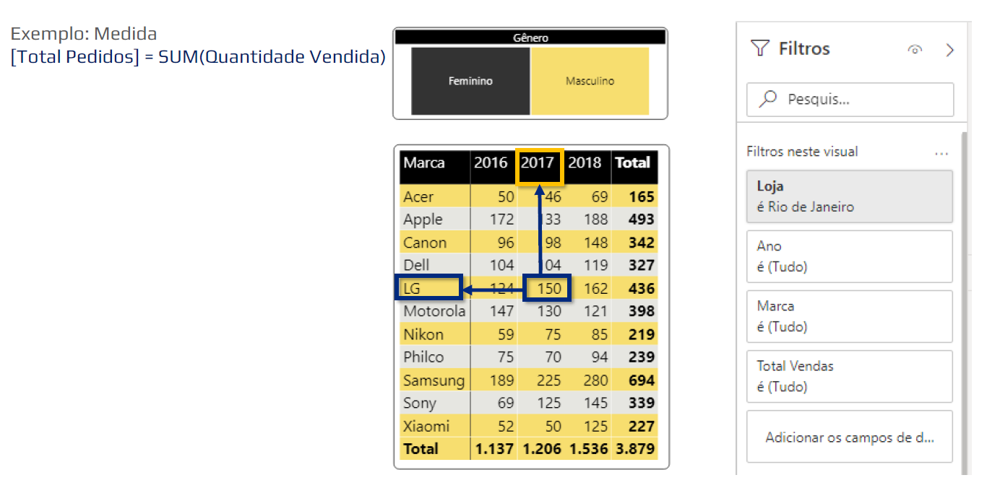 Exemplo: Medida
[Total Pedidos] = SUM(Quantidade Vendida)
Gênero
Feminino Masculino
Marca 2016 2017 2018 Total
Acer 50 46 69 165
Apple 172 133 188 493
Canon 96 98 148 342
Dell 104 104 119 327
LG 124 150 162 436
Motorola 147 130 121 398
Nikon 59 75 85 219
Philco 75 70 94 239
Samsung 189 225 280 694
Sony 69 125 145 339
Xiaomi 52 50 125 227
Total 1.137 1.206 1.536 3.879
Filtros
Pesquis...
Filtros neste visual ...
Loja
é Rio de Janeiro
Ano
é (Tudo)
Marca
é (Tudo)
Total Vendas
é (Tudo)
Adicionar os campos de d...